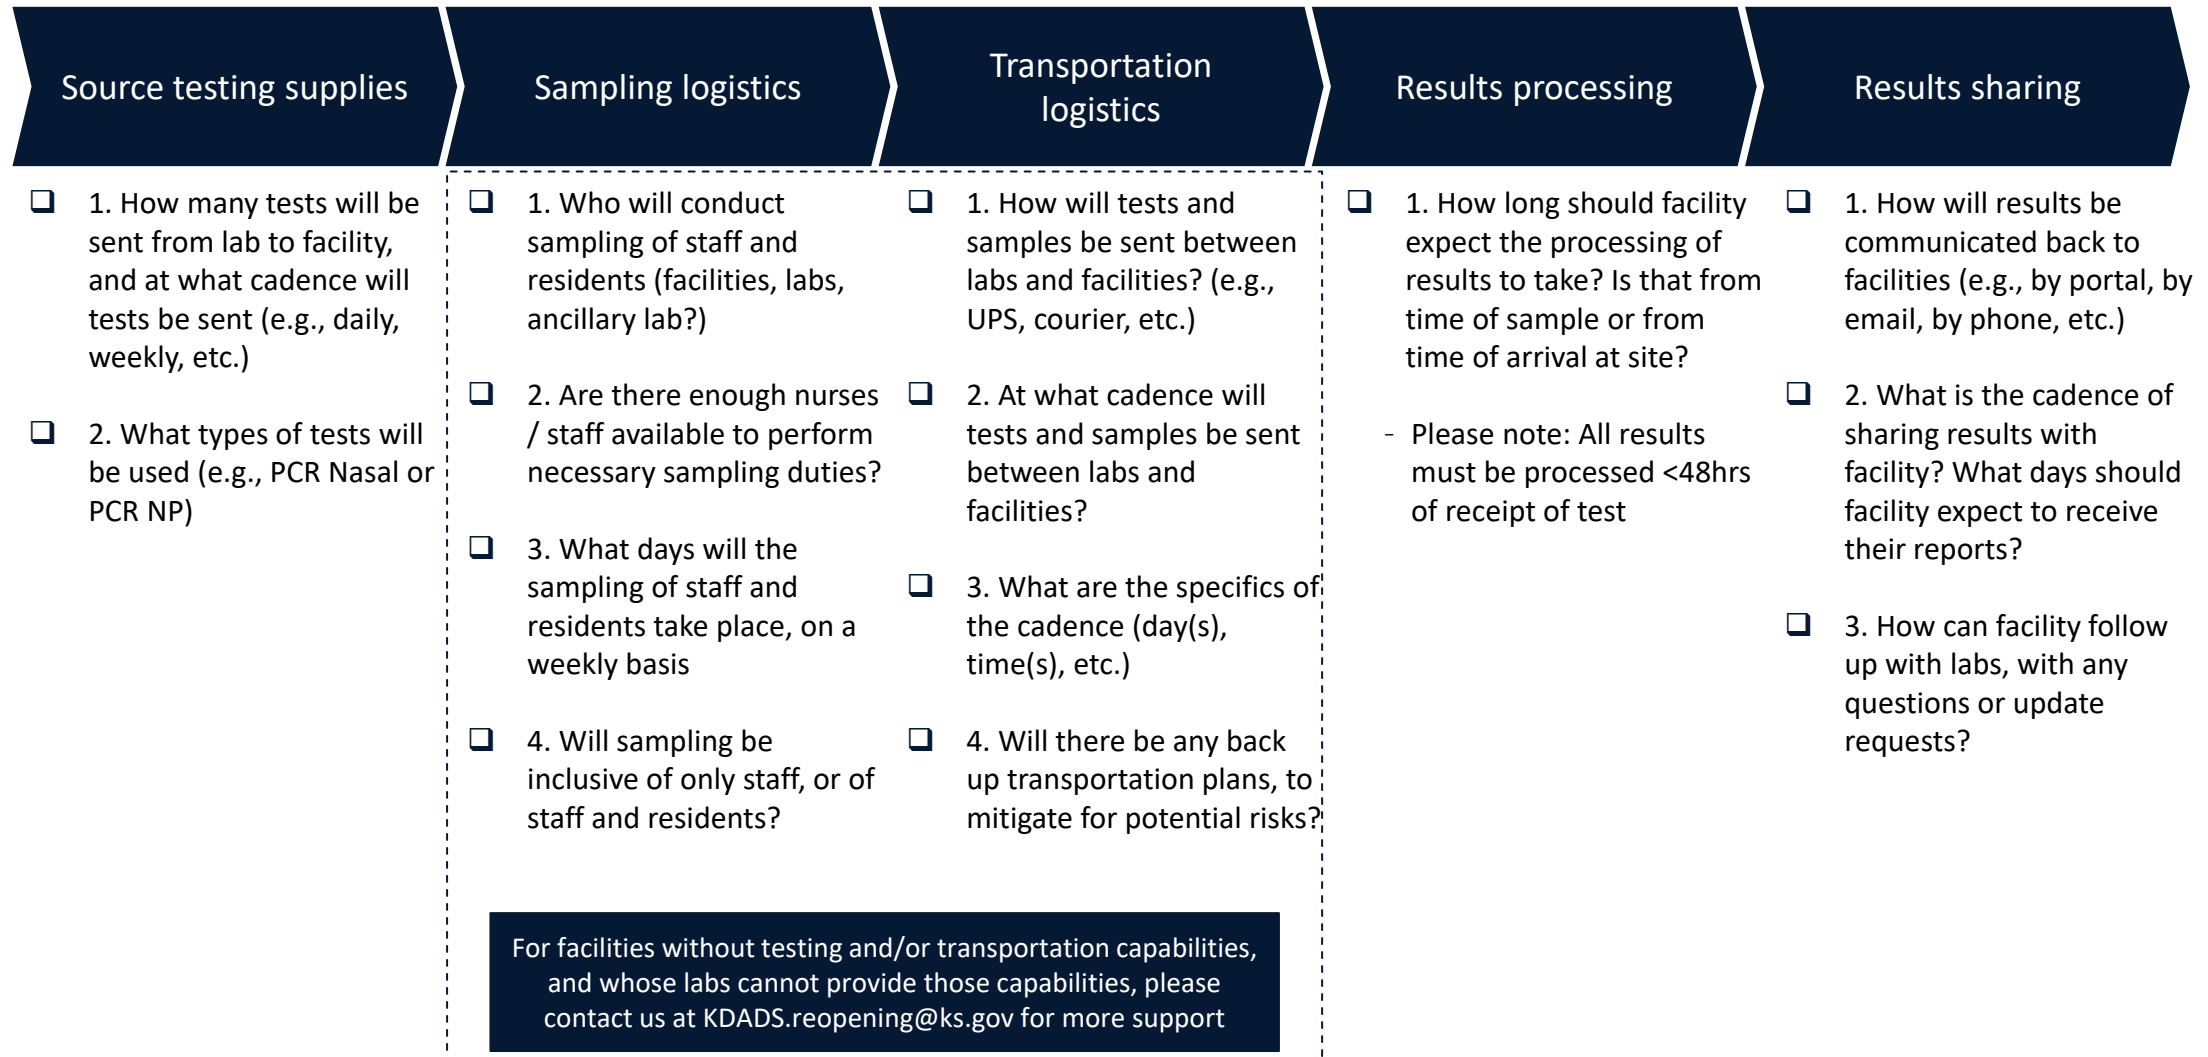 Source testing supplies
Sampling logistics
Transportation
logistics
Results processing
Results sharing
1. How many tests will be
sent from lab to facility,
and at what cadence will
tests be sent (e.g., daily,
weekly, etc.)
2. What types of tests will
be used (e.g., PCR Nasal or
PCR NP)
1. Who will conduct
sampling of staff and
residents (facilities, labs,
ancillary lab?)
2. Are there enough nurses
/ staff available to perform
necessary sampling duties?
3. What days will the
sampling of staff and
residents take place, on a
weekly basis
4. Will sampling be
inclusive of only staff, or of
staff and residents?
1. How will tests and
samples be sent between
labs and facilities? (e.g.,
UPS, courier, etc.)
2. At what cadence will
tests and samples be sent
between labs and
facilities?
3. What are the specifics of
the cadence (day(s),
time(s), etc.)
4. Will there be any back
up transportation plans, to
mitigate for potential risks?
For facilities without testing and/or transportation capabilities,
and whose labs cannot provide those capabilities, please
contact us at KDADS.reopening@ks.gov for more support
1. How long should facility
expect the processing of
results to take? Is that from
time of sample or from
time of arrival at site?
- Please note: All results
must be processed <48hrs
of receipt of test
1. How will results be
communicated back to
facilities (e.g., by portal, by
email, by phone, etc.)
2. What is the cadence of
sharing results with
facility? What days should
facility expect to receive
their reports?
3. How can facility follow
up with labs, with any
questions or update
requests?